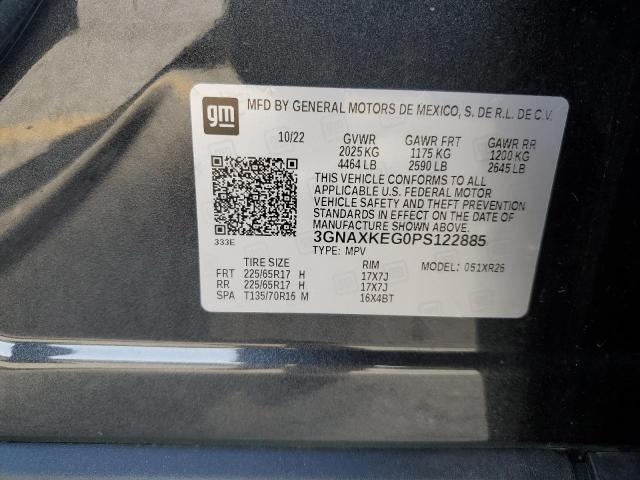 gm
MFD BY GENERAL MOTORS DE MEXICO, S. DE R.L. DE C.V.
10/22 GVWR GAWR FRT GAWR RR
2025 KG 1175 KG 1200 KG
4464 LB 2590 LB 2645 LB
THIS VEHICLE CONFORMS TO ALL
APPLICABLE U.S. FEDERAL MOTOR
VEHICLE SAFETY AND THEFT PREVENTION
STANDARDS IN EFFECT ON THE DATE OF
MANUFACTURE SHOWN ABOVE.
333E 3GNAXKEG0PS122885
TYPE: MPV
TIRE SIZE RIM MODEL: 051XR26
FRT 225/65R17 H 17X7J
RR 225/65R17 H 17X7J
SPA T135/70R16 M 16X4BT